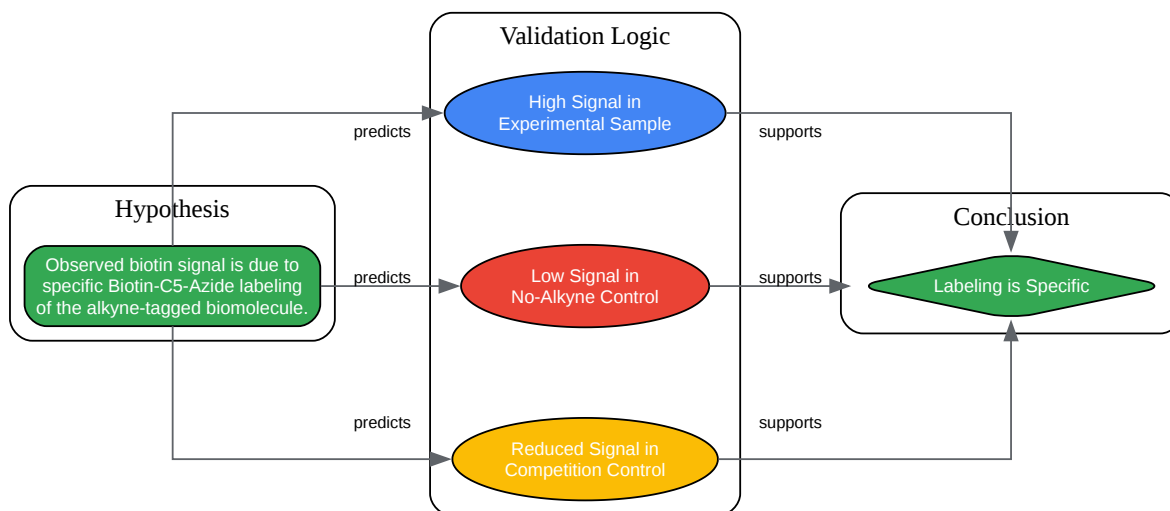 Validation Logic
High Signal in
Experimental Sample
predicts
supports
Hypothesis
Conclusion
Observed biotin signal is due to
specific Biotin-C5-Azide labeling
of the alkyne-tagged biomolecule.
predicts
Low Signal in
No-Alkyne Control
supports
Labeling is Specific
predicts
supports
Reduced Signal in
Competition Control